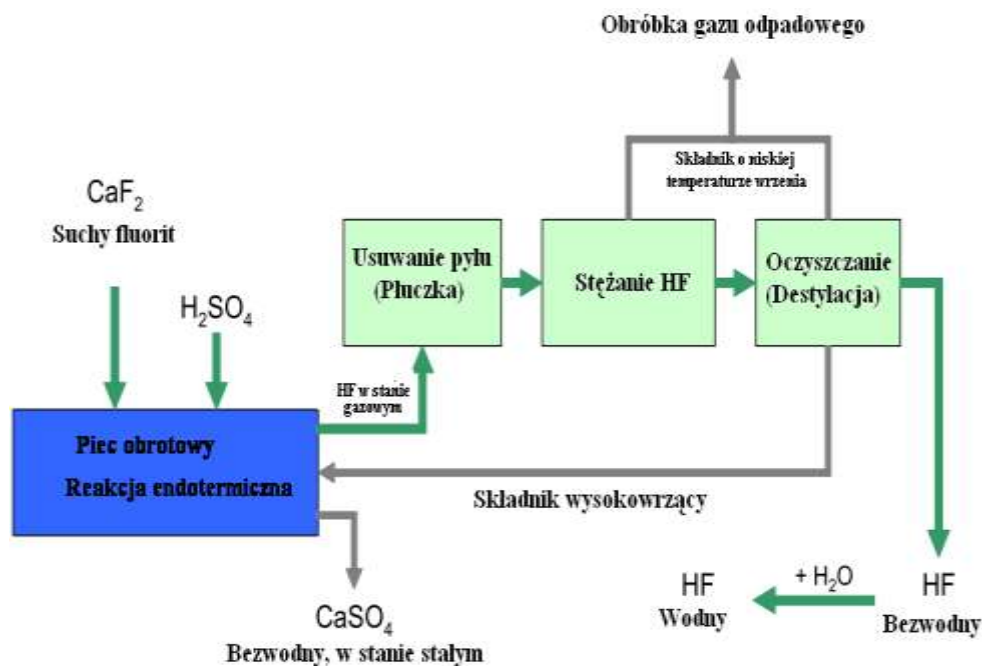 Obróbka gazu odpadowego
Składnik o niskiej
temperaturze wrzenia
CaF₂
Suchy fluorit
H₂SO₄
Usuwanie pyłu
(Płuczka)
Stężanie HF
Oczyszczanie
(Destylacja)
HF w stanie
gazowym
Piec obrotowy
Reakcja endotermiczna
Składnik wysokowrzący
CaSO₄
Bezwodny, w stanie stałym
HF
Wodny
+ H₂O
HF
Bezwodny